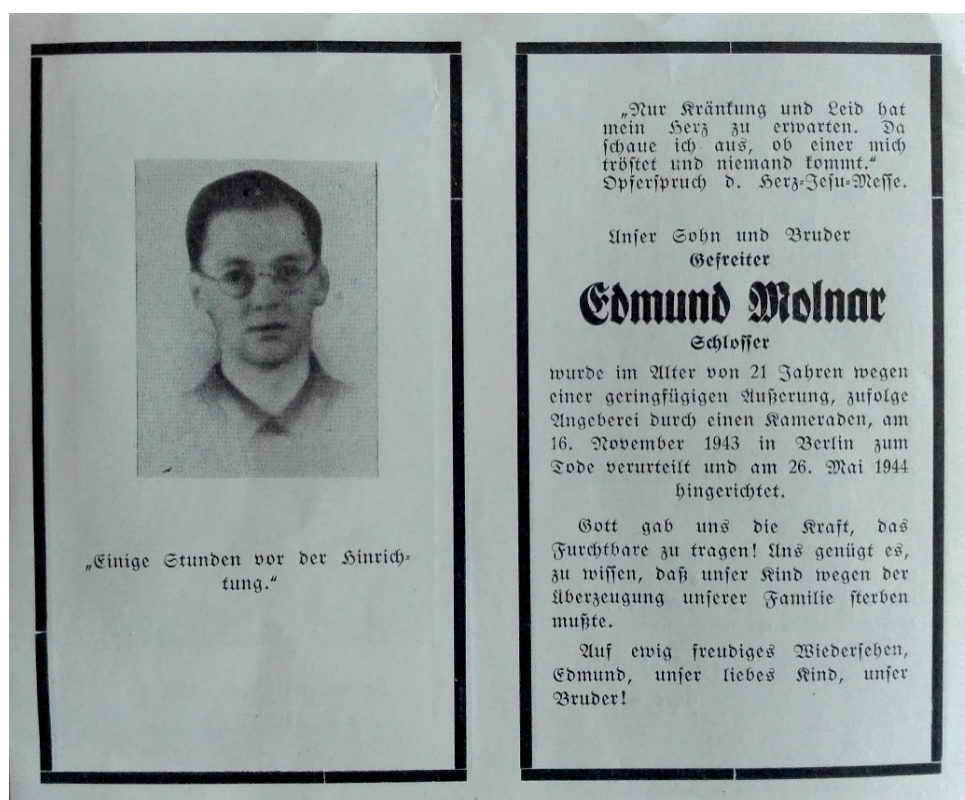 „Einige Stunden vor der Hinrich-
tung.“
„Nur Kränkung und Leid hat
mein Herz zu erwarten. Da
schaue ich aus, ob einer mich
tröstet und niemand kommt.“
Opferspruch d. Herz-Jesu-Messe.
Unser Sohn und Bruder
Gefreiter
Edmund Molnar
Schlosser
wurde im Alter von 21 Jahren wegen
einer geringfügigen Äußerung, zufolge
Angeberei durch einen Kameraden, am
16. November 1943 in Berlin zum
Tode verurteilt und am 26. Mai 1944
hingerichtet.
Gott gab uns die Kraft, das
Furchtbare zu tragen! Uns genügt es,
zu wissen, daß unser Kind wegen der
Überzeugung unserer Familie sterben
mußte.
Auf ewig freudiges Wiedersehen,
Edmund, unser liebes Kind, unser
Bruder!